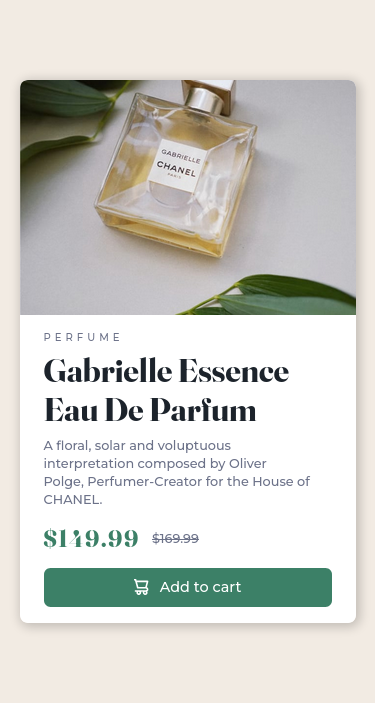 GABRIELLE
CHANEL
PARIS
PERFUME
Gabrielle Essence
Eau De Parfum
A floral, solar and voluptuous
interpretation composed by Oliver
Polge, Perfumer-Creator for the House of
CHANEL.
$149.99 $169.99
Add to cart